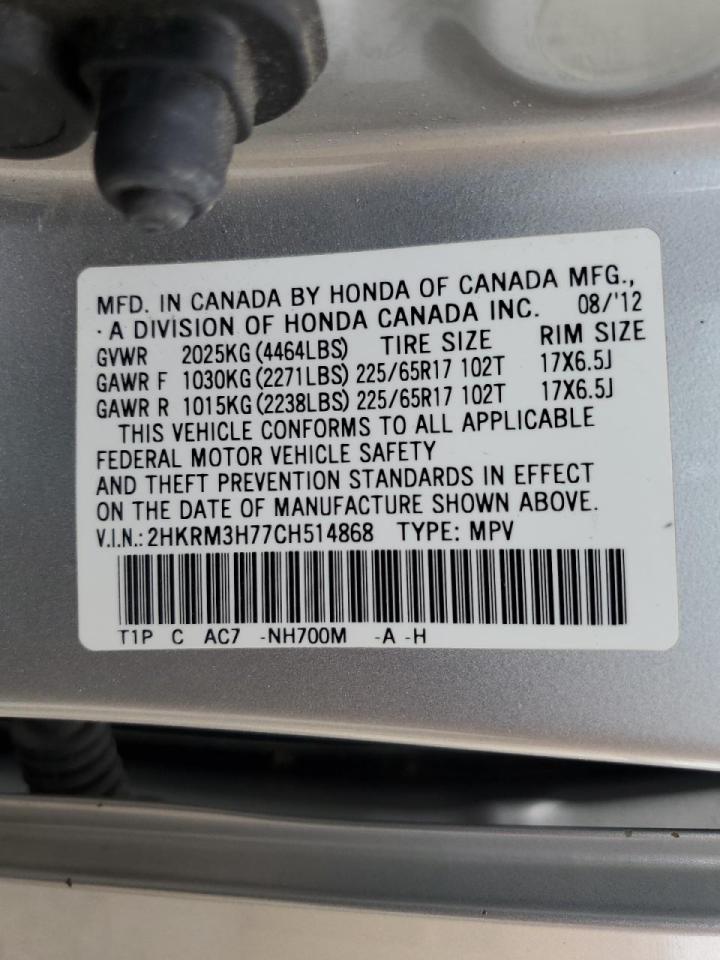 MFD. IN CANADA BY HONDA OF CANADA MFG.,
· A DIVISION OF HONDA CANADA INC. 08/'12
GVWR 2025KG (4464LBS) TIRE SIZE RIM SIZE
GAWR F 1030KG (2271LBS) 225/65R17 102T 17X6.5J
GAWR R 1015KG (2238LBS) 225/65R17 102T 17X6.5J
THIS VEHICLE CONFORMS TO ALL APPLICABLE
FEDERAL MOTOR VEHICLE SAFETY
AND THEFT PREVENTION STANDARDS IN EFFECT
ON THE DATE OF MANUFACTURE SHOWN ABOVE.
V.I.N.: 2HKRM3H77CH514868 TYPE: MPV
T1P C AC7 -NH700M -A -H